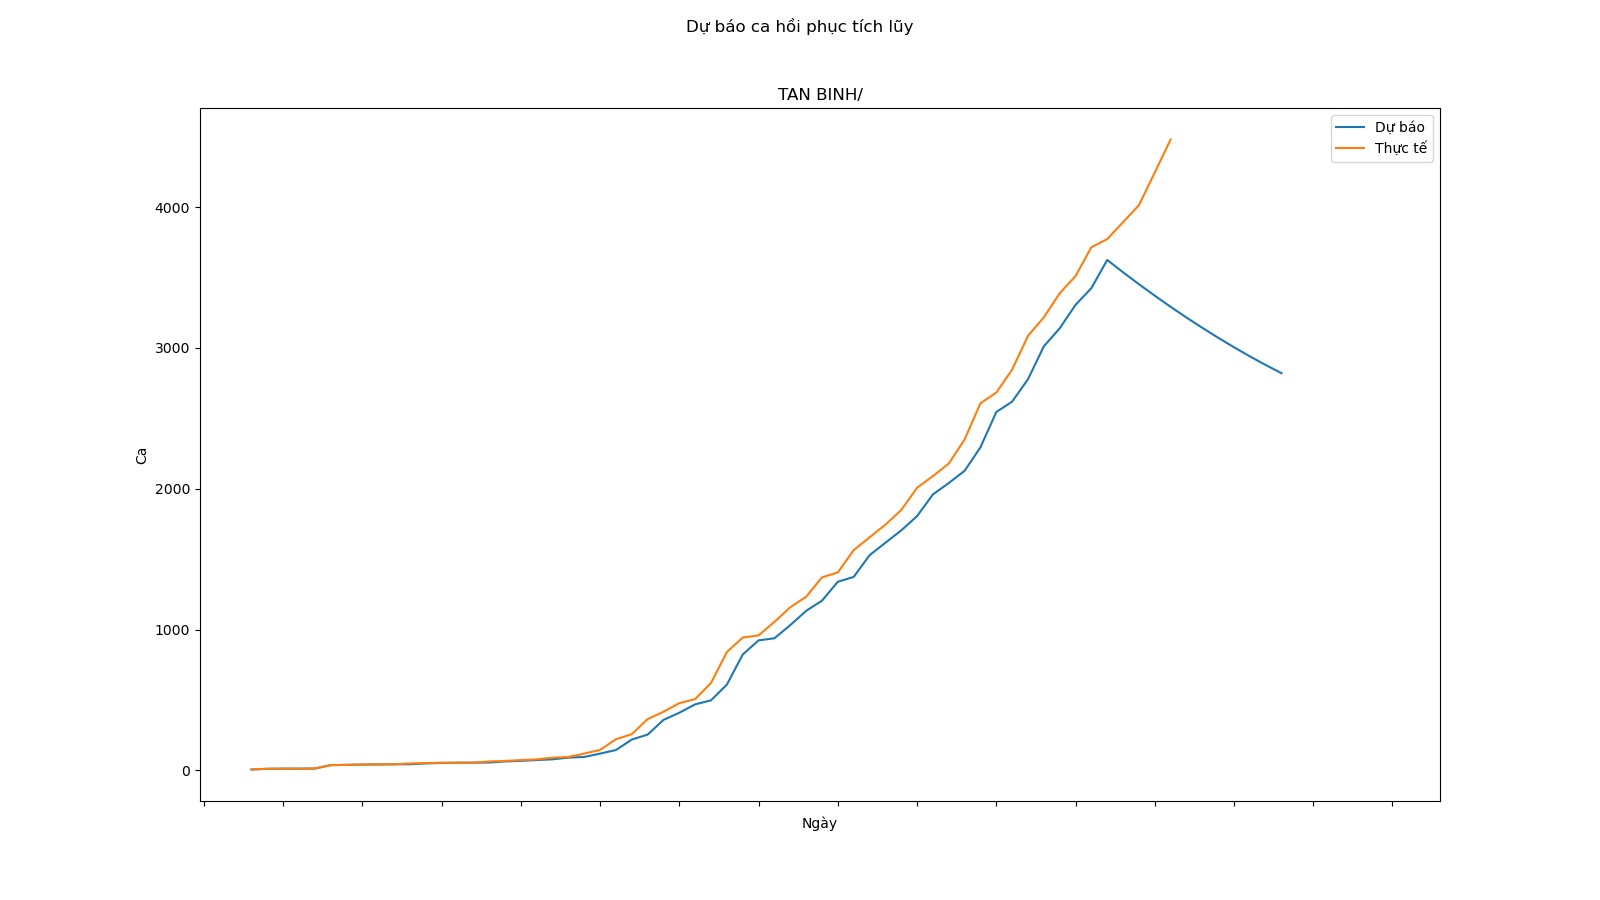 Dự báo ca hồi phục tích lũy
TAN BINH/
Dự báo
Thực tế
4000
3000
2000
1000
0
Ca
Ngày